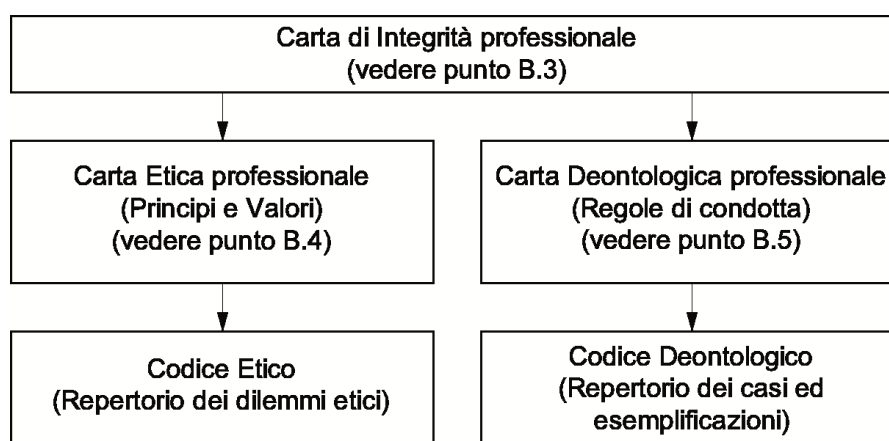 Carta di Integrità professionale
(vedere punto B.3)
Carta Etica professionale
(Principi e Valori)
(vedere punto B.4)
Carta Deontologica professionale
(Regole di condotta)
(vedere punto B.5)
Codice Etico
(Repertorio dei dilemmi etici)
Codice Deontologico
(Repertorio dei casi ed
esemplificazioni)